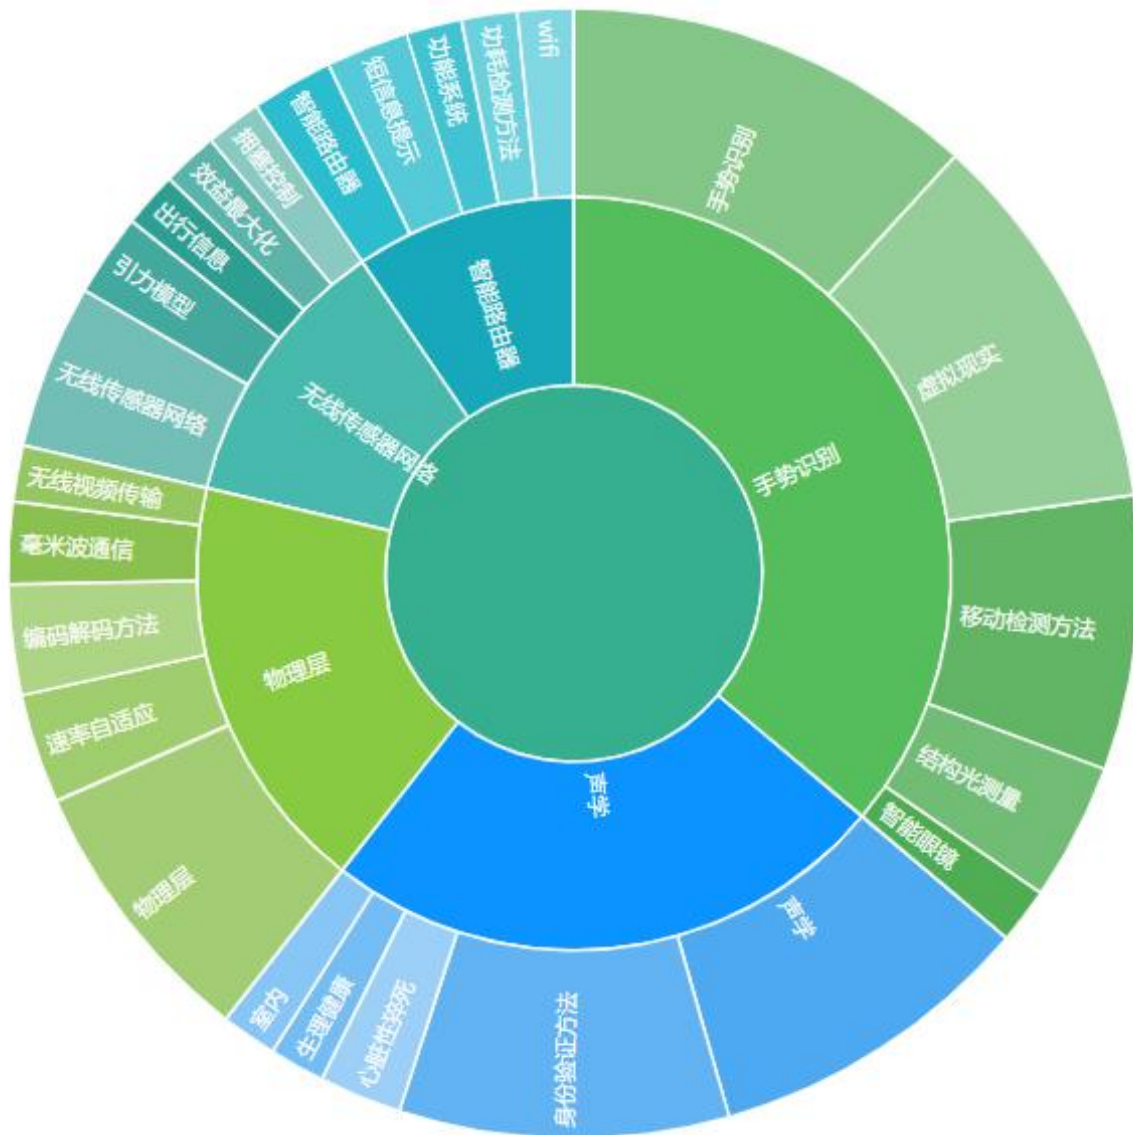 手势识别
手势识别
虚拟现实
移动检测方法
结构光测量
智能眼镜
声学
声学
身份验证方法
心脏性猝死
生理健康
室内
物理层
物理层
速率自适应
编码解码方法
毫米波通信
无线视频传输
无线传感器网络
无线传感器网络
引力模型
出行信息
效益最大化
拥塞控制
智能路由器
智能路由器
短信息提示
功能系统
功耗检测方法
wifi